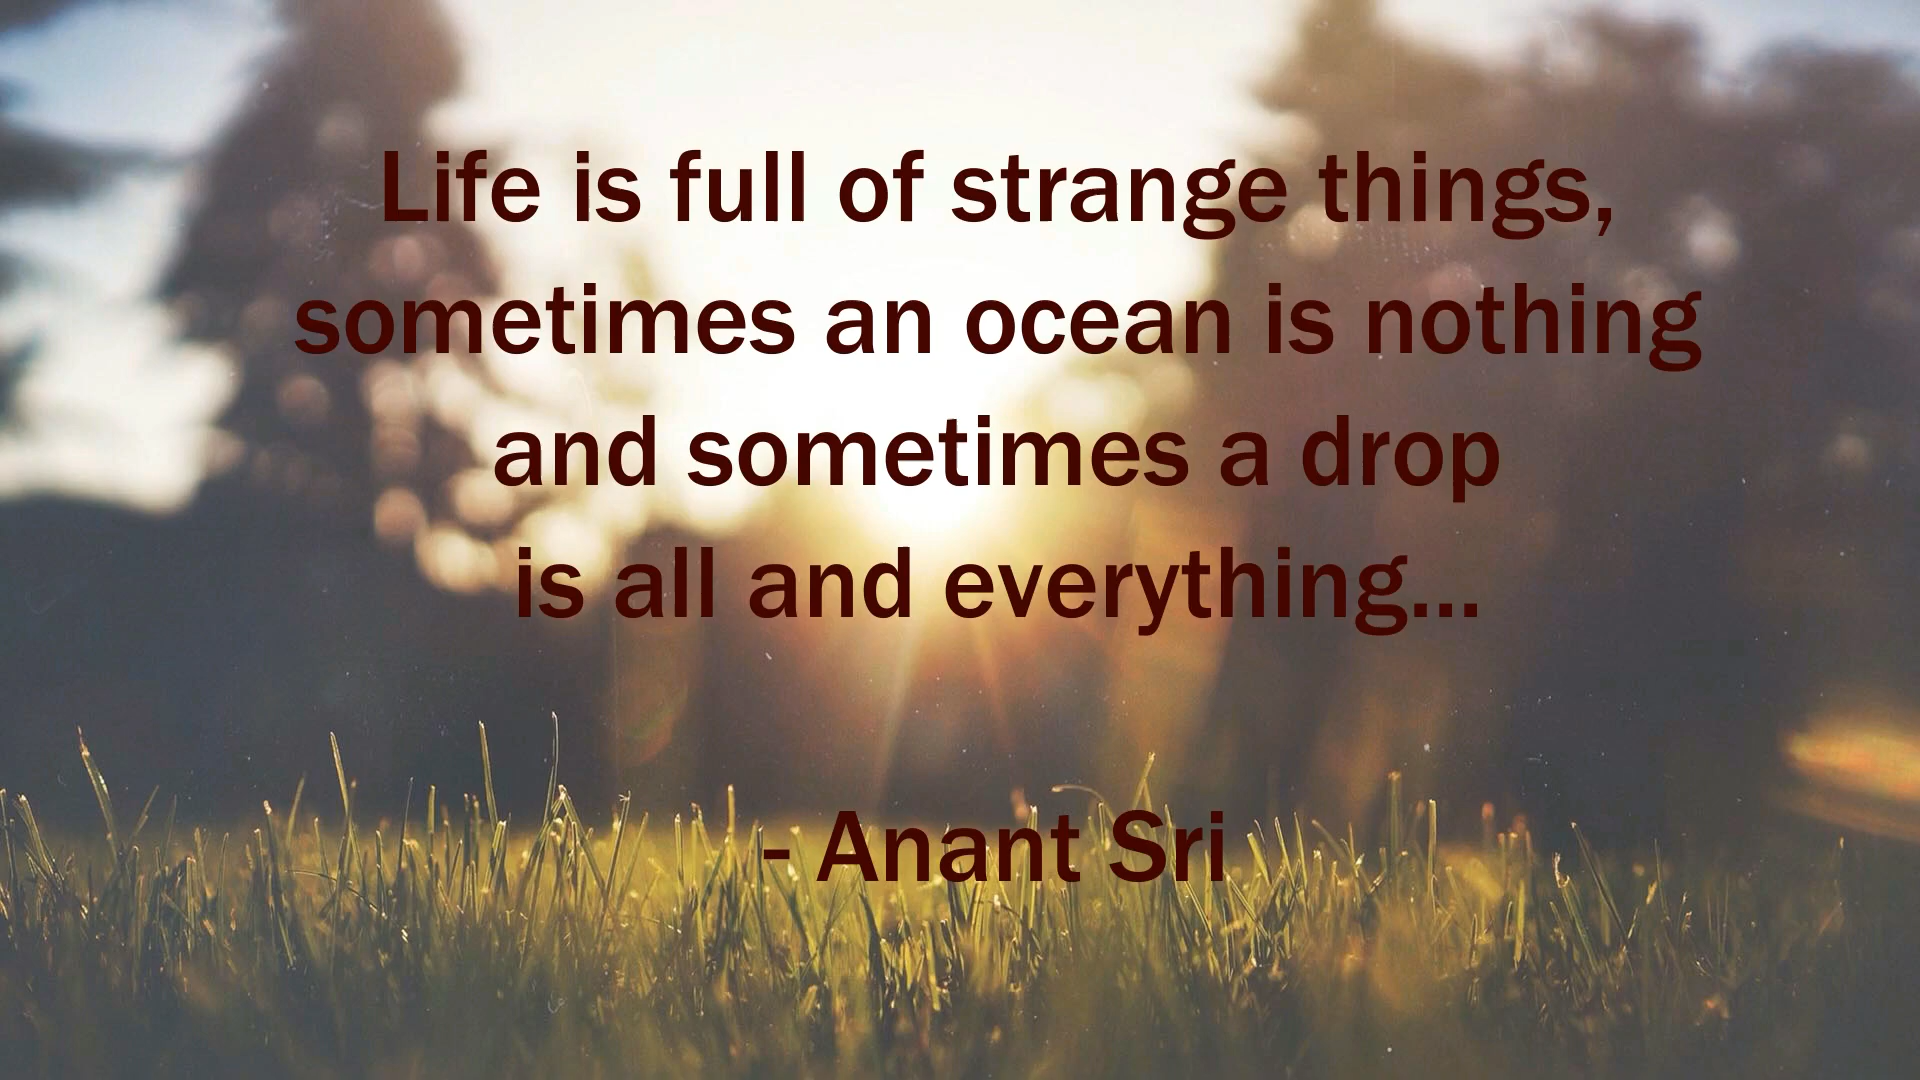 Life is full of strange things,
sometimes an ocean is nothing
and sometimes a drop
is all and everything...
- Anant Sri